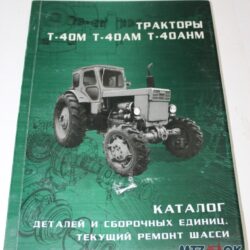 ТРАКТОРЫ
Т-40М Т-40АМ Т-40АНМ
КАТАЛОГ
ДЕТАЛЕЙ И СБОРОЧНЫХ ЕДИНИЦ.
ТЕКУЩИЙ РЕМОНТ ШАССИ